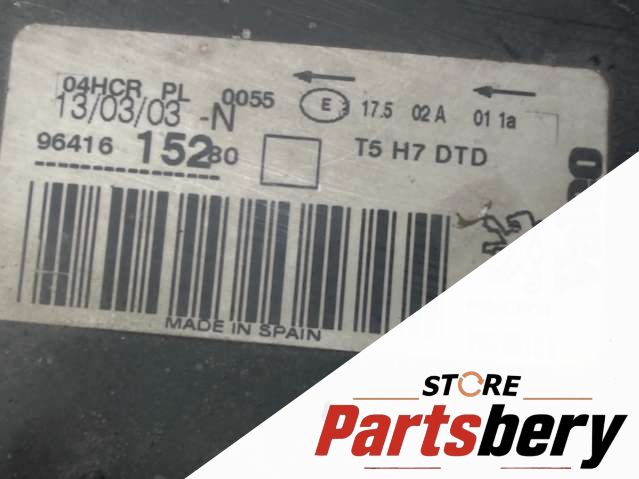 04HCR PL 0055
13/03/03 -N
E 17.5 02 A 01 1a
96416 15280
T5 H7 DTD
MADE IN SPAIN
STORE
Partsbery